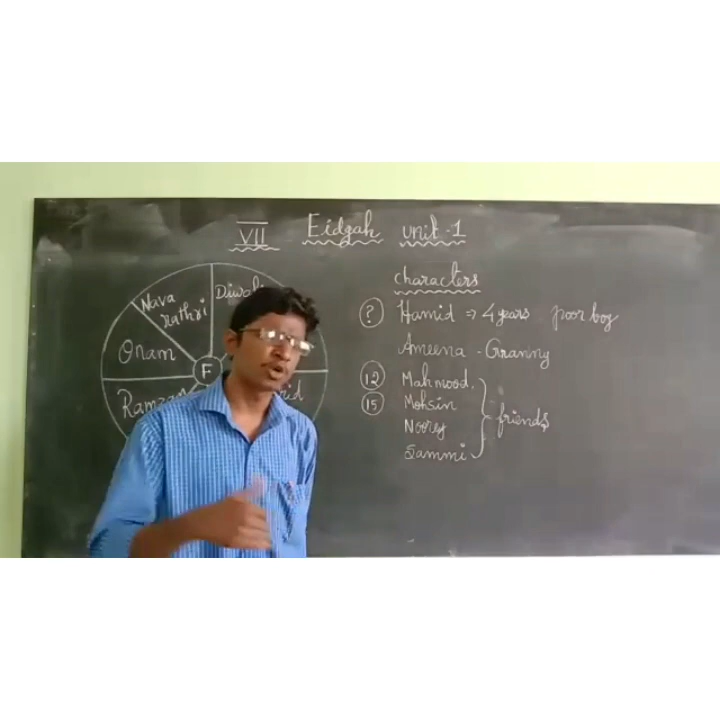 VII Eidgah unit-1
Nava Rathri
Diwali
Onam
F
Ramzan
characters
? Hamid => 4 years poor boy
Ameena - Granny
12 Mahmood.
15 Mohsin
Noorey
Sammi
friends